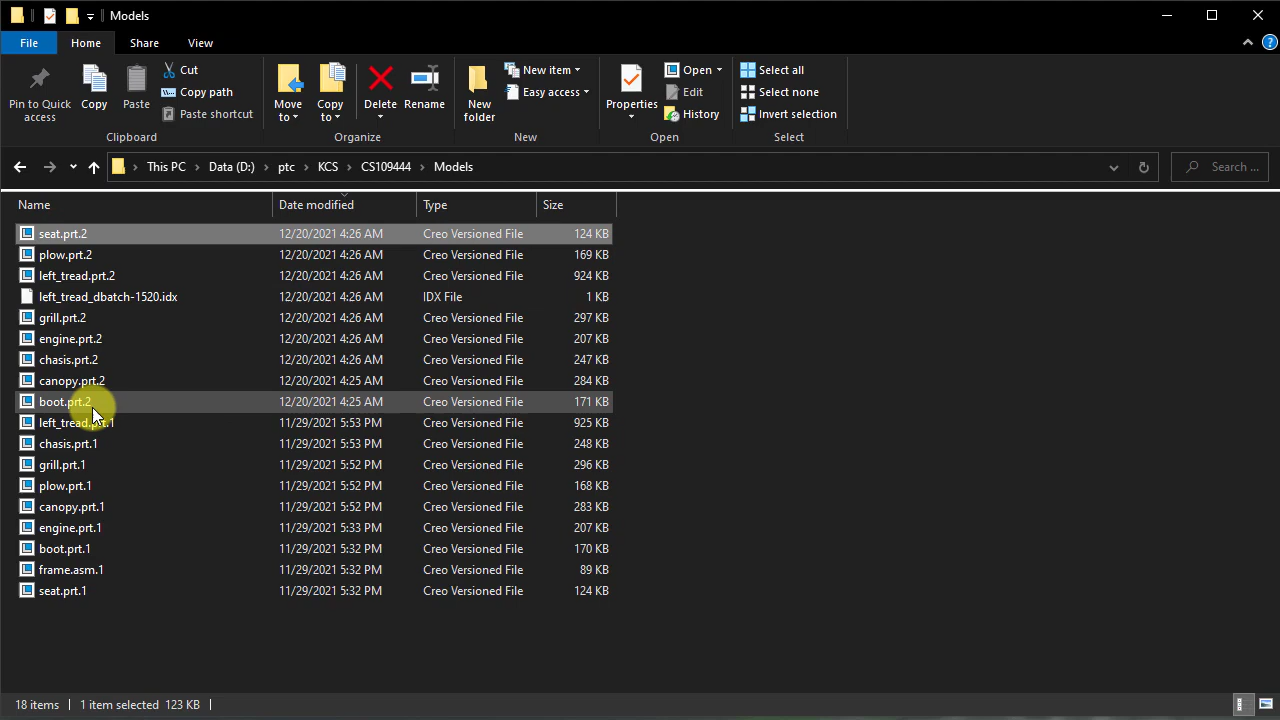 Models
File Home Share View
Pin to Quick access
Copy
Paste
Cut
Copy path
Paste shortcut
Clipboard
Move to
Copy to
Delete
Rename
Organize
New folder
New item
Easy access
New
Properties
Open
Edit
History
Open
Select all
Select none
Invert selection
Select
This PC › Data (D:) › ptc › KCS › CS109444 › Models
Search ...
Name Date modified Type Size
seat.prt.2 12/20/2021 4:26 AM Creo Versioned File 124 KB
plow.prt.2 12/20/2021 4:26 AM Creo Versioned File 169 KB
left_tread.prt.2 12/20/2021 4:26 AM Creo Versioned File 924 KB
left_tread_dbatch-1520.idx 12/20/2021 4:26 AM IDX File 1 KB
grill.prt.2 12/20/2021 4:26 AM Creo Versioned File 297 KB
engine.prt.2 12/20/2021 4:26 AM Creo Versioned File 207 KB
chasis.prt.2 12/20/2021 4:26 AM Creo Versioned File 247 KB
canopy.prt.2 12/20/2021 4:25 AM Creo Versioned File 284 KB
boot.prt.2 12/20/2021 4:25 AM Creo Versioned File 171 KB
left_tread.prt.1 11/29/2021 5:53 PM Creo Versioned File 925 KB
chasis.prt.1 11/29/2021 5:53 PM Creo Versioned File 248 KB
grill.prt.1 11/29/2021 5:52 PM Creo Versioned File 296 KB
plow.prt.1 11/29/2021 5:52 PM Creo Versioned File 168 KB
canopy.prt.1 11/29/2021 5:52 PM Creo Versioned File 283 KB
engine.prt.1 11/29/2021 5:33 PM Creo Versioned File 207 KB
boot.prt.1 11/29/2021 5:32 PM Creo Versioned File 170 KB
frame.asm.1 11/29/2021 5:32 PM Creo Versioned File 89 KB
seat.prt.1 11/29/2021 5:32 PM Creo Versioned File 124 KB
18 items 1 item selected 123 KB